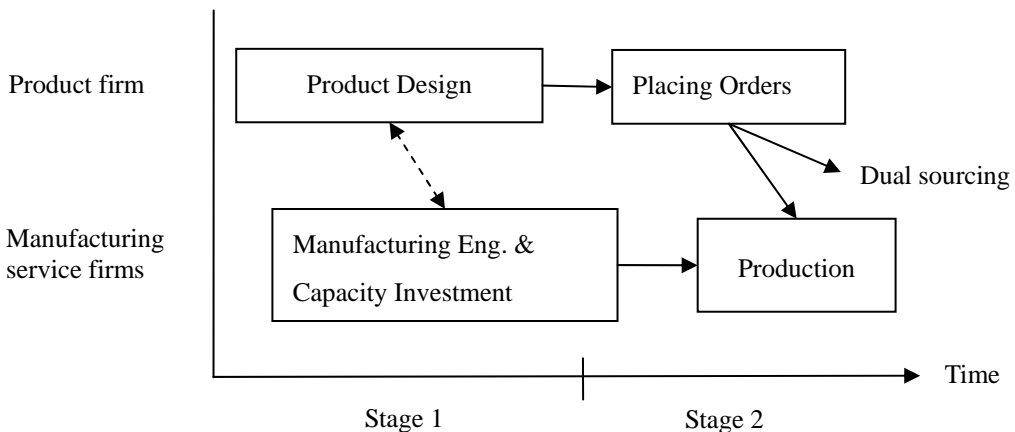 Product firm
Product Design
Placing Orders
Dual sourcing
Manufacturing
service firms
Manufacturing Eng. &
Capacity Investment
Production
Time
Stage 1
Stage 2